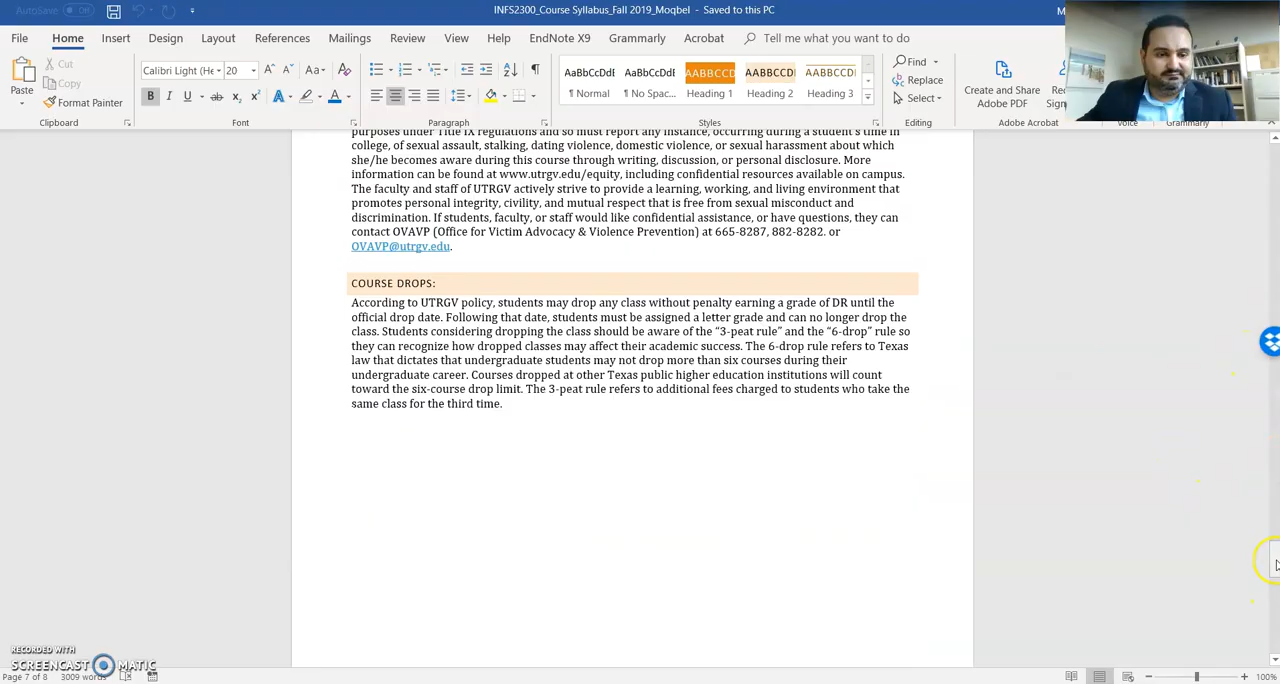 AutoSave Off
INFS2300_Course Syllabus_Fall 2019_Moqbel - Saved to this PC
File Home Insert Design Layout References Mailings Review View Help EndNote X9 Grammarly Acrobat Tell me what you want to do
Paste
Cut
Copy
Format Painter
Calibri Light (He 20
AaBbCcDdE AaBbCcDdE AABBCCD AABBCCD AABBCCDI
¶ Normal ¶ No Spac... Heading 1 Heading 2 Heading 3
Find
Replace
Select
Create and Share
Adobe PDF
Clipboard Font Paragraph Styles Editing Adobe Acrobat Voice Grammarly
purposes under Title IX regulations and so must report any instance, occurring during a student's time in
college, of sexual assault, stalking, dating violence, domestic violence, or sexual harassment about which
she/he becomes aware during this course through writing, discussion, or personal disclosure. More
information can be found at www.utrgv.edu/equity, including confidential resources available on campus.
The faculty and staff of UTRGV actively strive to provide a learning, working, and living environment that
promotes personal integrity, civility, and mutual respect that is free from sexual misconduct and
discrimination. If students, faculty, or staff would like confidential assistance, or have questions, they can
contact OVAVP (Office for Victim Advocacy & Violence Prevention) at 665-8287, 882-8282. or
OVAVP@utrgv.edu.
COURSE DROPS:
According to UTRGV policy, students may drop any class without penalty earning a grade of DR until the
official drop date. Following that date, students must be assigned a letter grade and can no longer drop the
class. Students considering dropping the class should be aware of the "3-peat rule" and the "6-drop" rule so
they can recognize how dropped classes may affect their academic success. The 6-drop rule refers to Texas
law that dictates that undergraduate students may not drop more than six courses during their
undergraduate career. Courses dropped at other Texas public higher education institutions will count
toward the six-course drop limit. The 3-peat rule refers to additional fees charged to students who take the
same class for the third time.
RECORDED WITH
SCREENCAST MATIC
Page 7 of 8 3009 words
100%